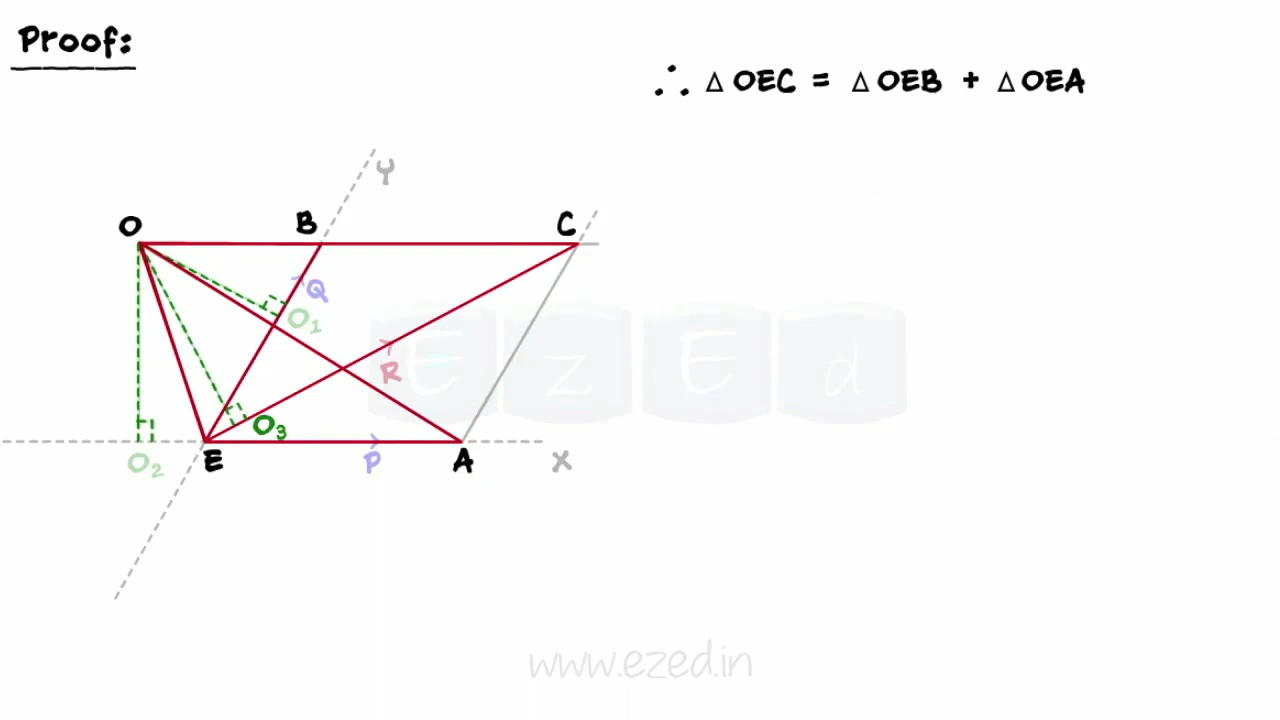 Proof:
∴ △ OEC = △ OEB + △ OEA
Y
O B C
Q
O₁
R
O₃
O₂ E P A X
E z E d
www.ezed.in